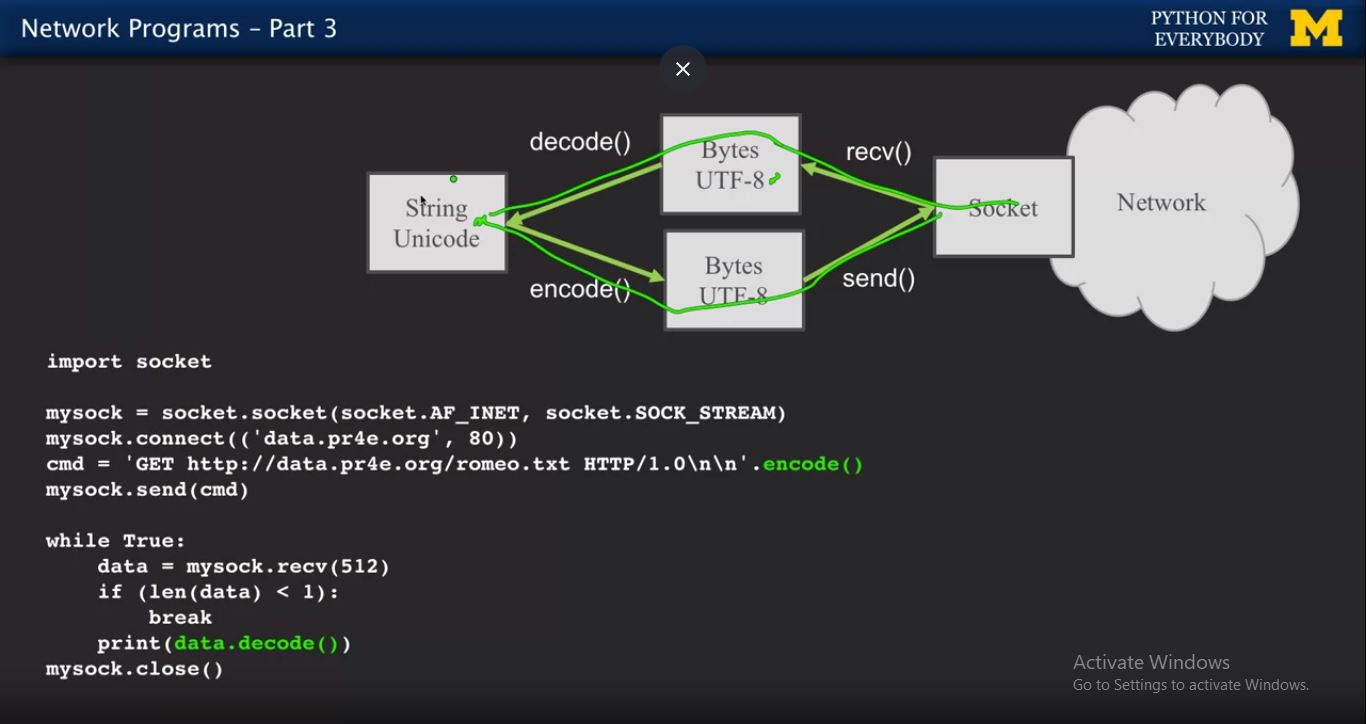 Network Programs – Part 3
PYTHON FOR
EVERYBODY
M
decode()
Bytes
UTF-8
recv()
String
Unicode
Socket
Network
encode()
Bytes
UTF-8
send()
import socket
mysock = socket.socket(socket.AF_INET, socket.SOCK_STREAM)
mysock.connect(('data.pr4e.org', 80))
cmd = 'GET http://data.pr4e.org/romeo.txt HTTP/1.0\n\n'.encode()
mysock.send(cmd)
while True:
    data = mysock.recv(512)
    if (len(data) < 1):
        break
    print(data.decode())
mysock.close()
Activate Windows
Go to Settings to activate Windows.